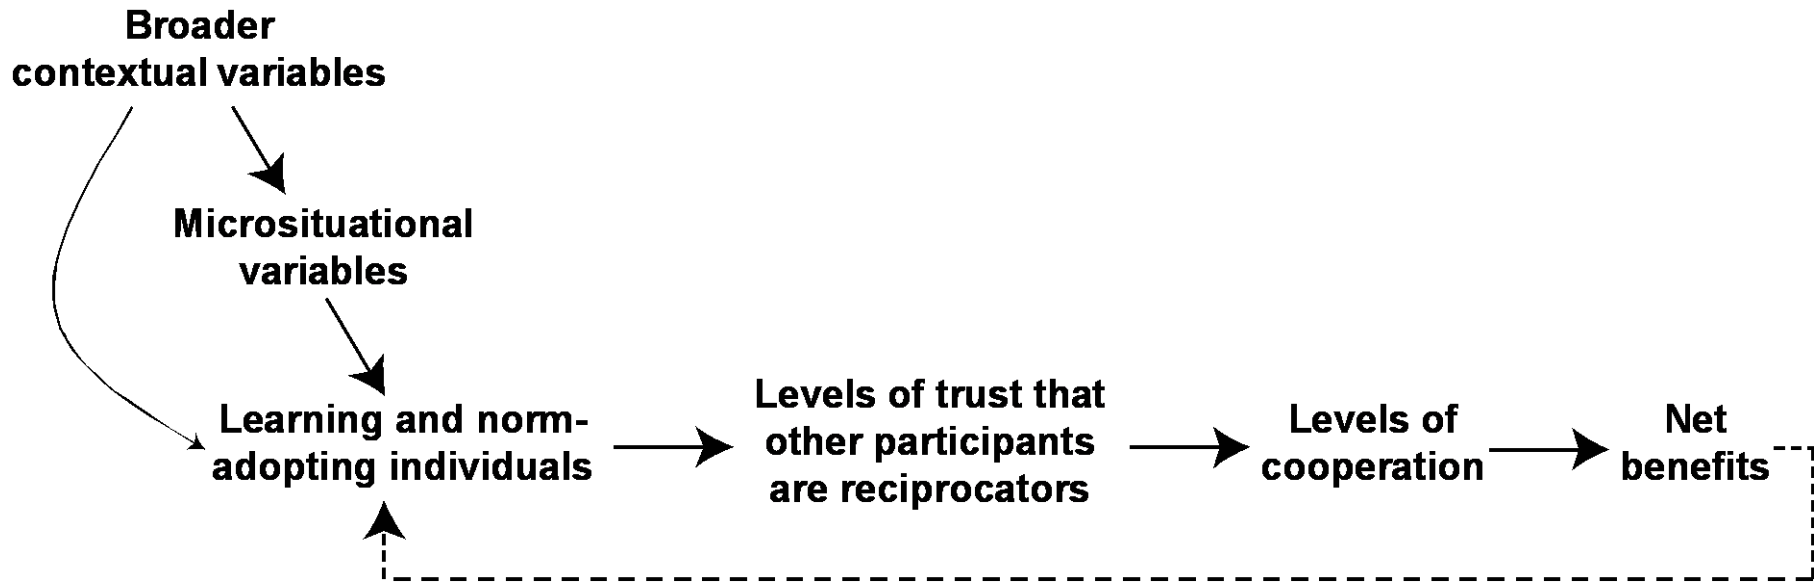 Broader
contextual variables
Microsituational
variables
Learning and norm-
adopting individuals
Levels of trust that
other participants
are reciprocators
Levels of
cooperation
Net
benefits